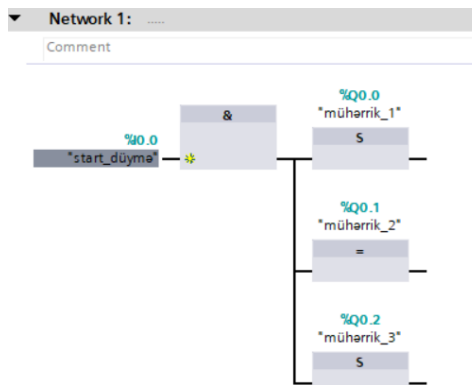 Network 1: .....
Comment
%Q0.0
"mühərrik_1"
&
S
%I0.0
"start_düymə"
%Q0.1
"mühərrik_2"
=
%Q0.2
"mühərrik_3"
S